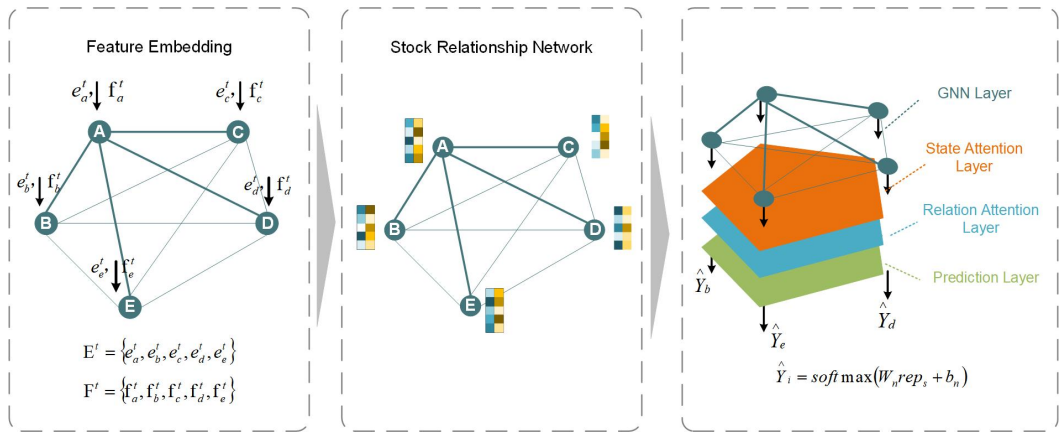 Feature Embedding
e_a^t, f_a^t
e_c^t, f_c^t
A
C
e_b^t, f_b^t
e_d^t, f_d^t
B
D
e_e^t, f_e^t
E
E^t = {e_a^t, e_b^t, e_c^t, e_d^t, e_e^t}
F^t = {f_a^t, f_b^t, f_c^t, f_d^t, f_e^t}
Stock Relationship Network
A
C
B
D
E
GNN Layer
State Attention
Layer
Relation Attention
Layer
Prediction Layer
Ŷ_b
Ŷ_d
Ŷ_e
Ŷ_i = soft max(W_n rep_s + b_n)